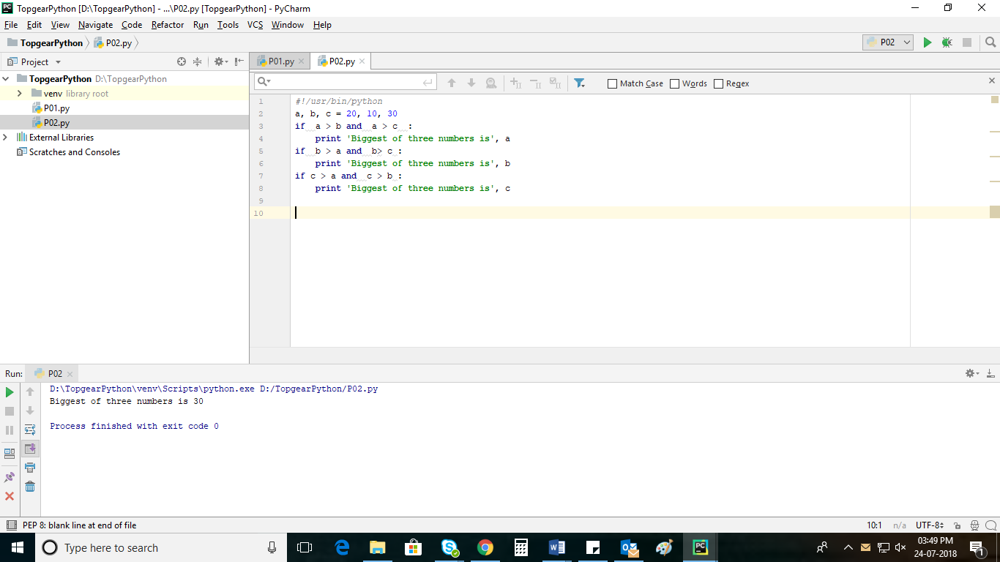 TopgearPython [D:\TopgearPython] - ...\P02.py [TopgearPython] - PyCharm
File Edit View Navigate Code Refactor Run Tools VCS Window Help
TopgearPython P02.py P02
Project P01.py P02.py
TopgearPython D:\TopgearPython
venv library root
P01.py
P02.py
External Libraries
Scratches and Consoles
Match Case Words Regex
1 #!/usr/bin/python
2 a, b, c = 20, 10, 30
3 if  a > b and  a > c  :
4     print 'Biggest of three numbers is', a
5 if  b > a and  b> c :
6     print 'Biggest of three numbers is', b
7 if c > a and  c > b :
8     print 'Biggest of three numbers is', c
9
10
Run: P02
D:\TopgearPython\venv\Scripts\python.exe D:/TopgearPython/P02.py
Biggest of three numbers is 30
Process finished with exit code 0
PEP 8: blank line at end of file 10:1 n/a UTF-8
Type here to search
03:49 PM
24-07-2018
1